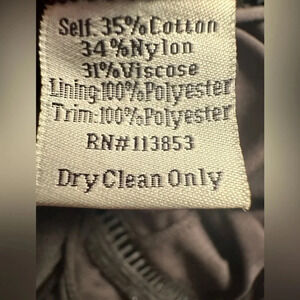 Self: 35%Cotton
34%Nylon
31%Viscose
Lining:100%Polyester
Trim:100%Polyester
RN#113853
Dry Clean Only